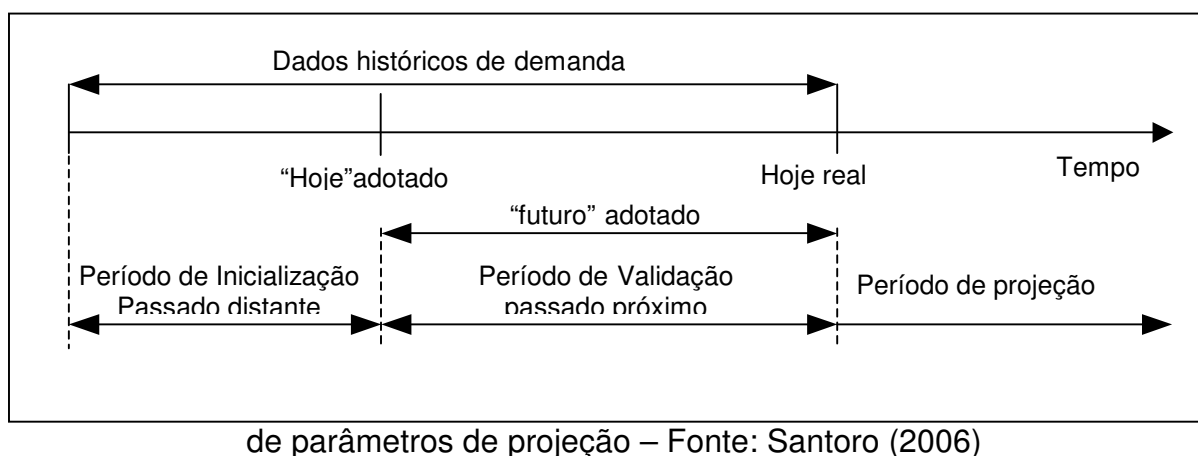 Dados históricos de demanda
“Hoje”adotado
Hoje real
Tempo
“futuro” adotado
Período de Inicialização
Passado distante
Período de Validação
passado próximo
Período de projeção
de parâmetros de projeção – Fonte: Santoro (2006)